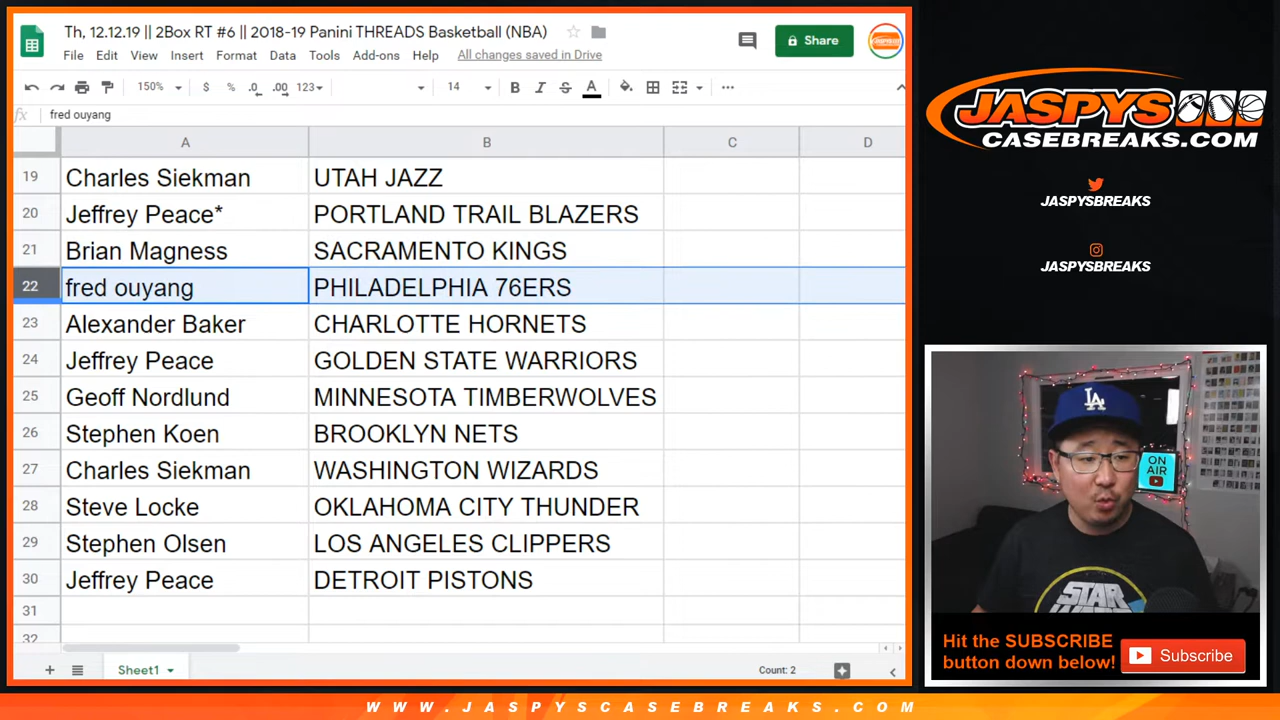 Th, 12.12.19 || 2Box RT #6 || 2018-19 Panini THREADS Basketball (NBA)
File Edit View Insert Format Data Tools Add-ons Help All changes saved in Drive
Share
150% $ % .0 .00 123 14 B I S A
fx fred ouyang
A B C D
19 Charles Siekman UTAH JAZZ
20 Jeffrey Peace* PORTLAND TRAIL BLAZERS
21 Brian Magness SACRAMENTO KINGS
22 fred ouyang PHILADELPHIA 76ERS
23 Alexander Baker CHARLOTTE HORNETS
24 Jeffrey Peace GOLDEN STATE WARRIORS
25 Geoff Nordlund MINNESOTA TIMBERWOLVES
26 Stephen Koen BROOKLYN NETS
27 Charles Siekman WASHINGTON WIZARDS
28 Steve Locke OKLAHOMA CITY THUNDER
29 Stephen Olsen LOS ANGELES CLIPPERS
30 Jeffrey Peace DETROIT PISTONS
31
32
Sheet1 Count: 2
JASPYS
CASEBREAKS.COM
JASPYSBREAKS
JASPYSBREAKS
LA
ON
AIR
STAR
Hit the SUBSCRIBE
button down below!
Subscribe
WWW.JASPYSCASEBREAKS.COM